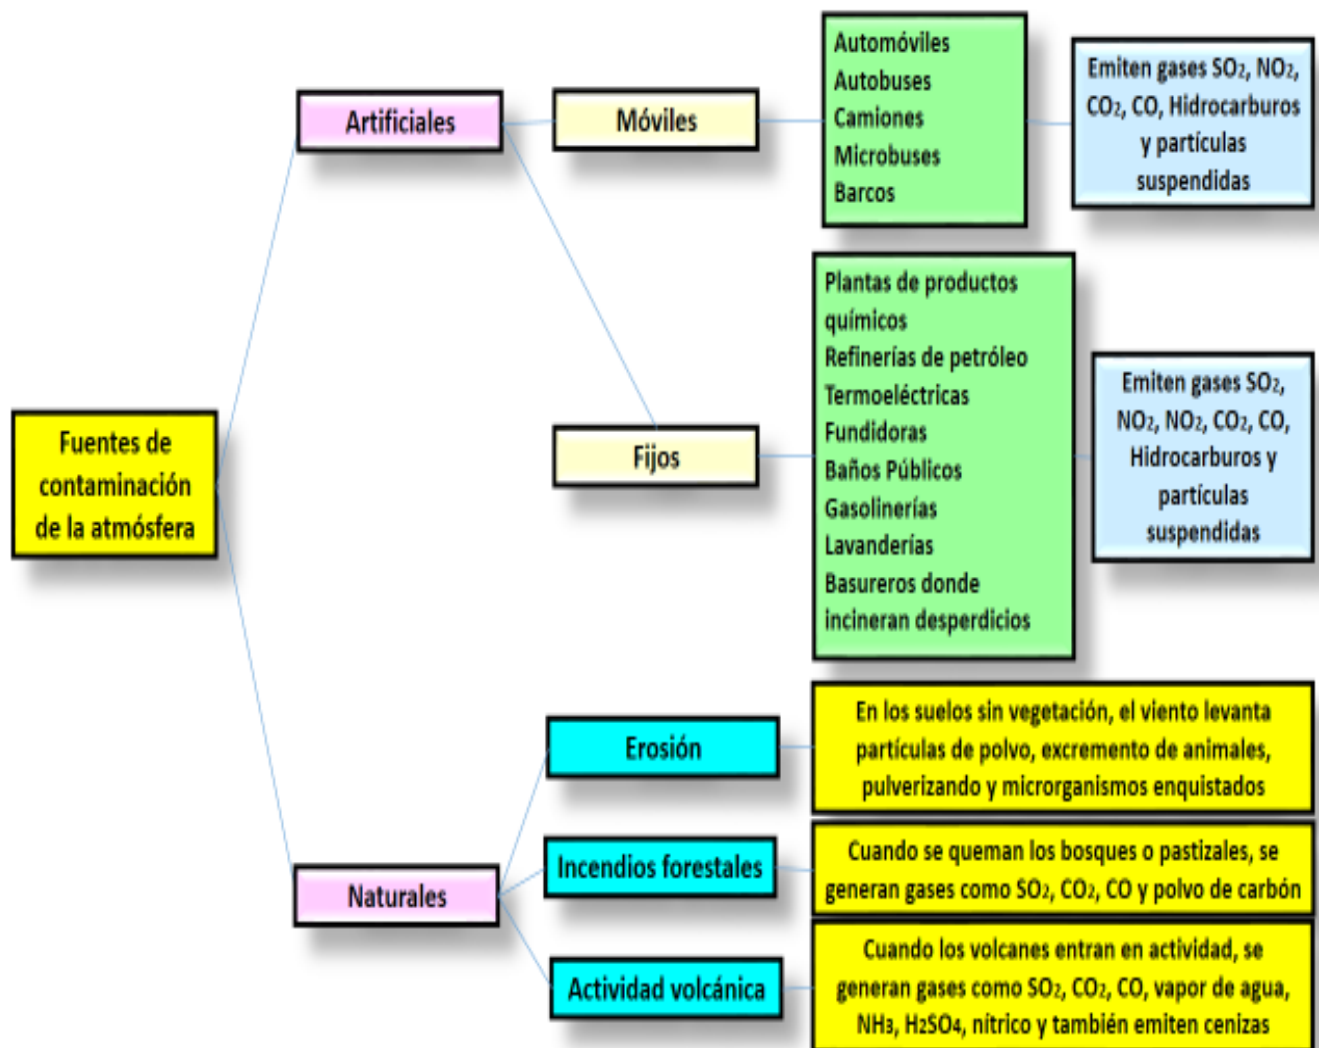 Fuentes de
contaminación
de la atmósfera
Artificiales
Móviles
Automóviles
Autobuses
Camiones
Microbuses
Barcos
Emiten gases SO₂, NO₂,
CO₂, CO, Hidrocarburos
y partículas
suspendidas
Fijos
Plantas de productos
químicos
Refinerías de petróleo
Termoeléctricas
Fundidoras
Baños Públicos
Gasolinerías
Lavanderías
Basureros donde
incineran desperdicios
Emiten gases SO₂,
NO₂, NO₂, CO₂, CO,
Hidrocarburos y
partículas
suspendidas
Naturales
Erosión
En los suelos sin vegetación, el viento levanta
partículas de polvo, excremento de animales,
pulverizando y microrganismos enquistados
Incendios forestales
Cuando se queman los bosques o pastizales, se
generan gases como SO₂, CO₂, CO y polvo de carbón
Actividad volcánica
Cuando los volcanes entran en actividad, se
generan gases como SO₂, CO₂, CO, vapor de agua,
NH₃, H₂SO₄, nítrico y también emiten cenizas